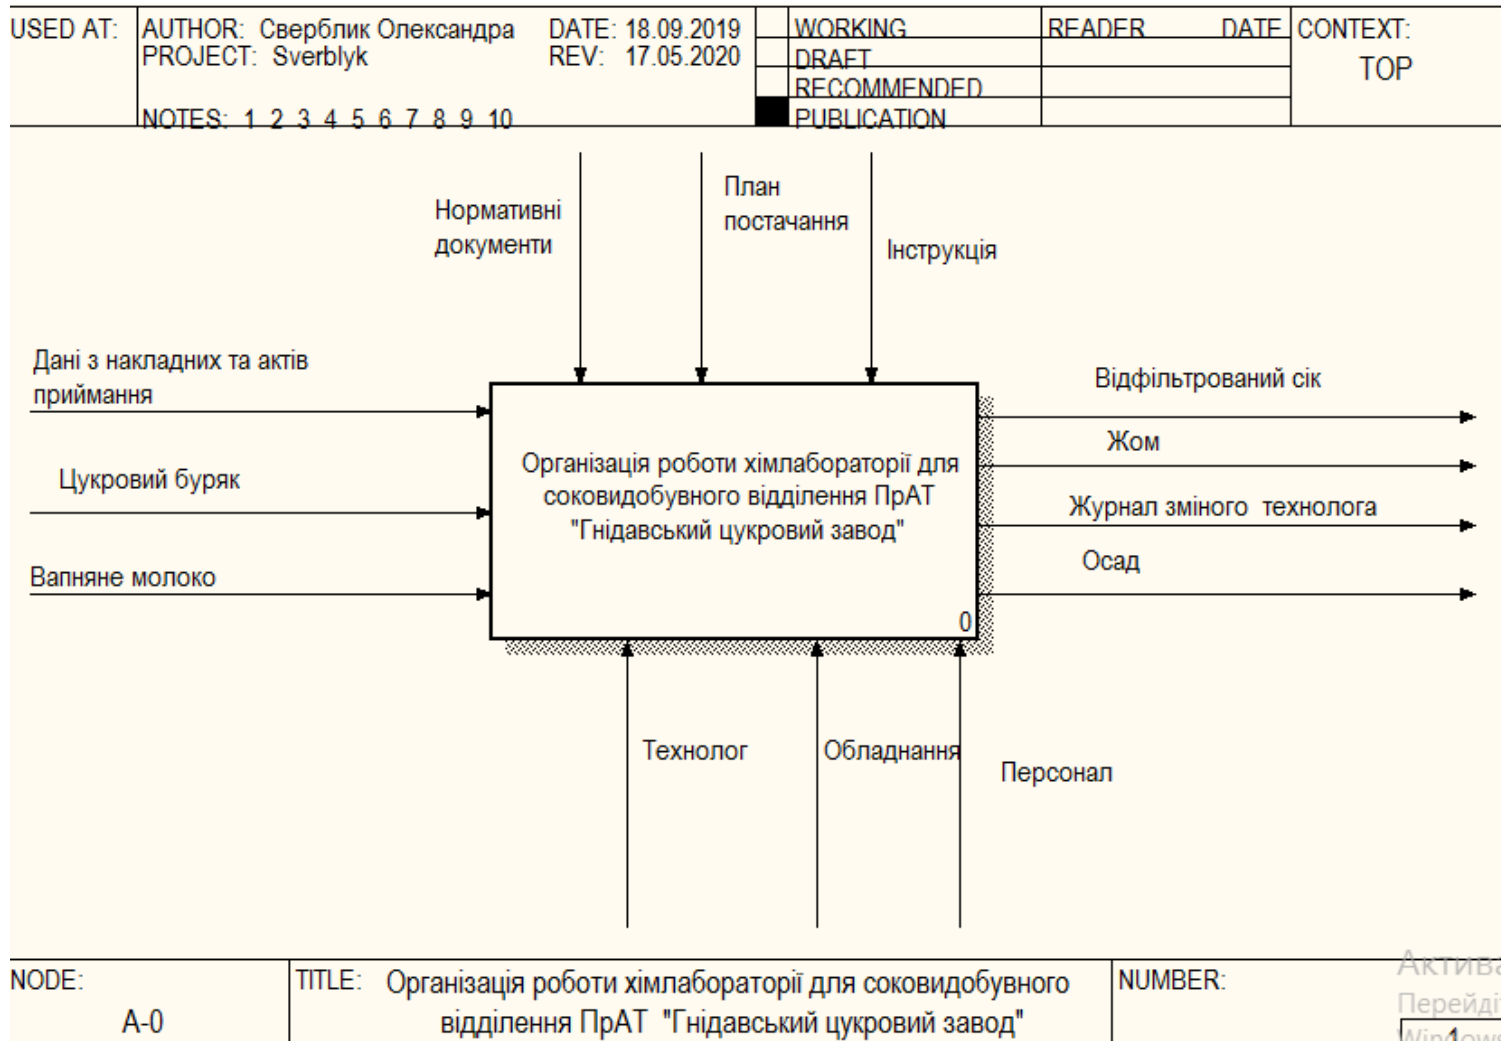 USED AT:
AUTHOR: Сверблик Олександра
DATE: 18.09.2019
PROJECT: Sverblyk
REV: 17.05.2020
NOTES: 1 2 3 4 5 6 7 8 9 10
WORKING
DRAFT
RECOMMENDED
PUBLICATION
READER
DATE
CONTEXT:
TOP
Нормативні
документи
План
постачання
Інструкція
Дані з накладних та актів
приймання
Цукровий буряк
Вапняне молоко
Організація роботи хімлабораторії для
соковидобувного відділення ПрАТ
"Гнідавський цукровий завод"
0
Відфільтрований сік
Жом
Журнал зміного технолога
Осад
Технолог
Обладнання
Персонал
NODE:
A-0
TITLE: Організація роботи хімлабораторії для соковидобувного
відділення ПрАТ "Гнідавський цукровий завод"
NUMBER:
1